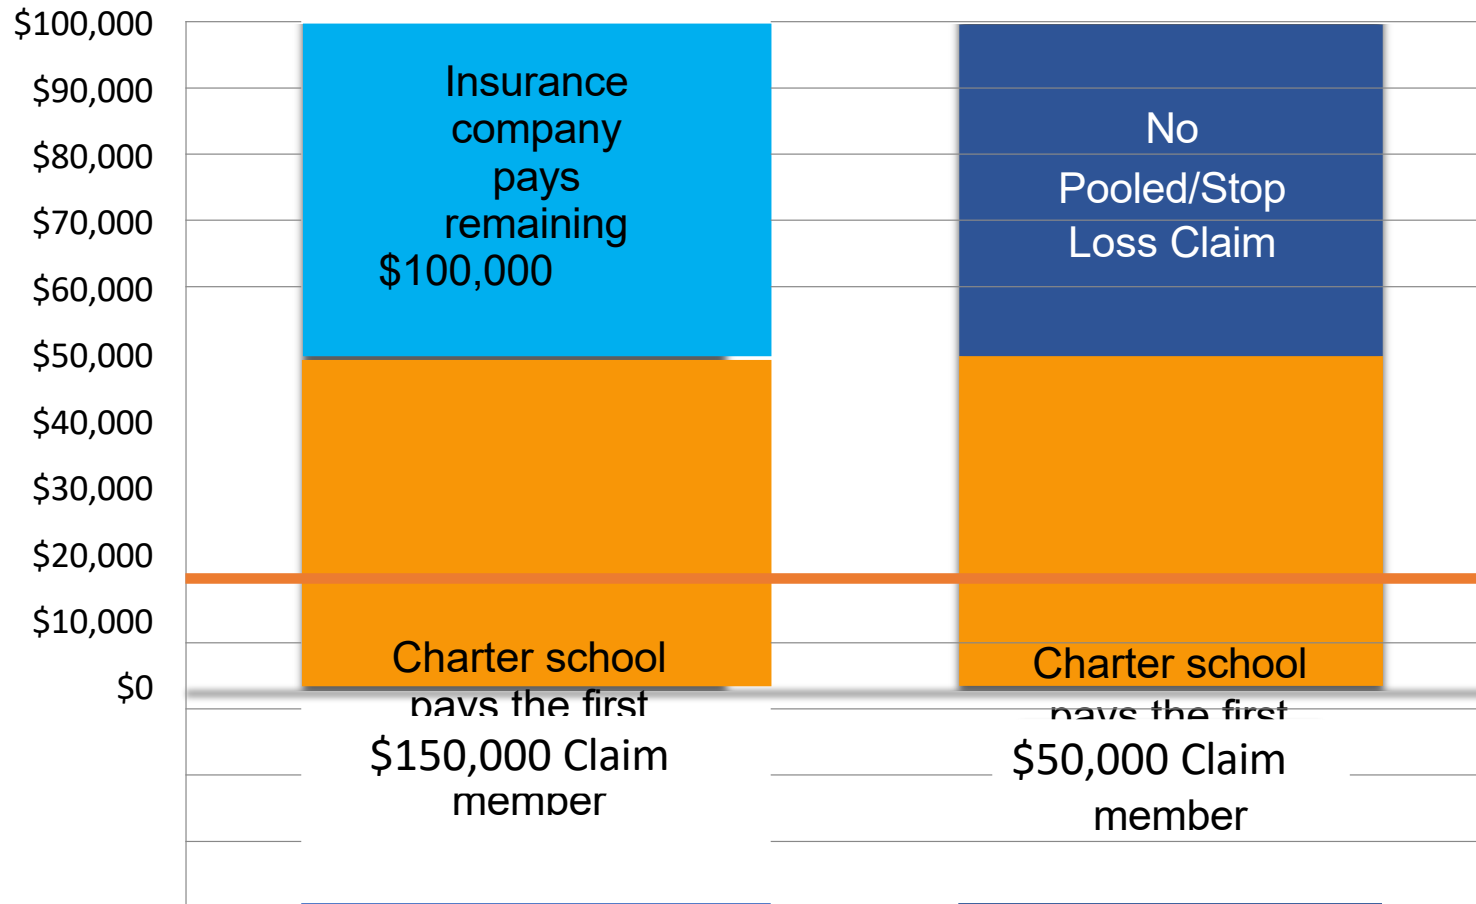 $100,000
$90,000
$80,000
$70,000
$60,000
$50,000
$40,000
$30,000
$20,000
$10,000
$0
Insurance
company
pays
remaining
$100,000
Charter school
pays the first
$150,000 Claim
member
No
Pooled/Stop
Loss Claim
Charter school
pays the first
$50,000 Claim
member